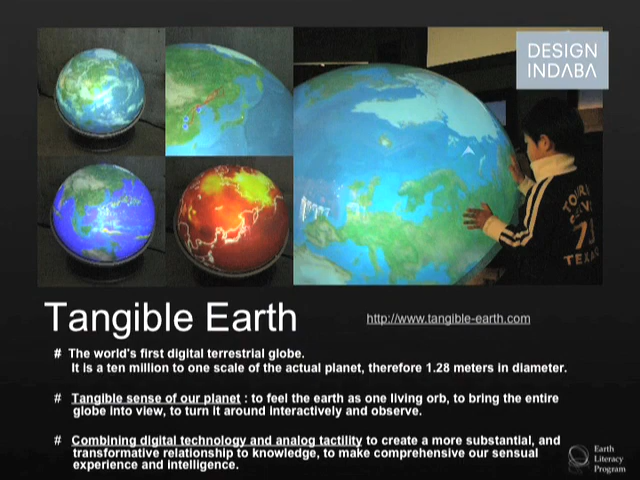 DESIGN
INDABA
YOUR
7
TEXAS
Tangible Earth
http://www.tangible-earth.com
# The world's first digital terrestrial globe.
It is a ten million to one scale of the actual planet, therefore 1.28 meters in diameter.
# Tangible sense of our planet : to feel the earth as one living orb, to bring the entire
globe into view, to turn it around interactively and observe.
# Combining digital technology and analog tactility to create a more substantial, and
transformative relationship to knowledge, to make comprehensive our sensual
experience and intelligence.
Earth
Literacy
Program